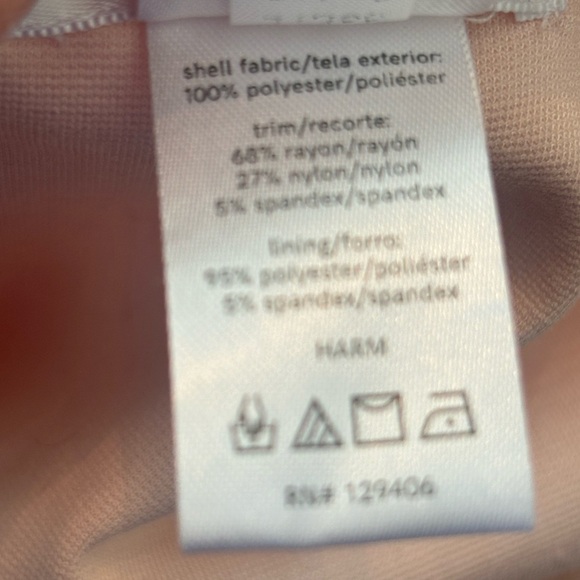 shell fabric/tela exterior:
100% polyester/poliéster
trim/recorte:
68% rayon/rayón
27% nylon/nylon
5% spandex/spandex
lining/forro:
95% polyester/poliéster
5% spandex/spandex
HARM
RN# 129406